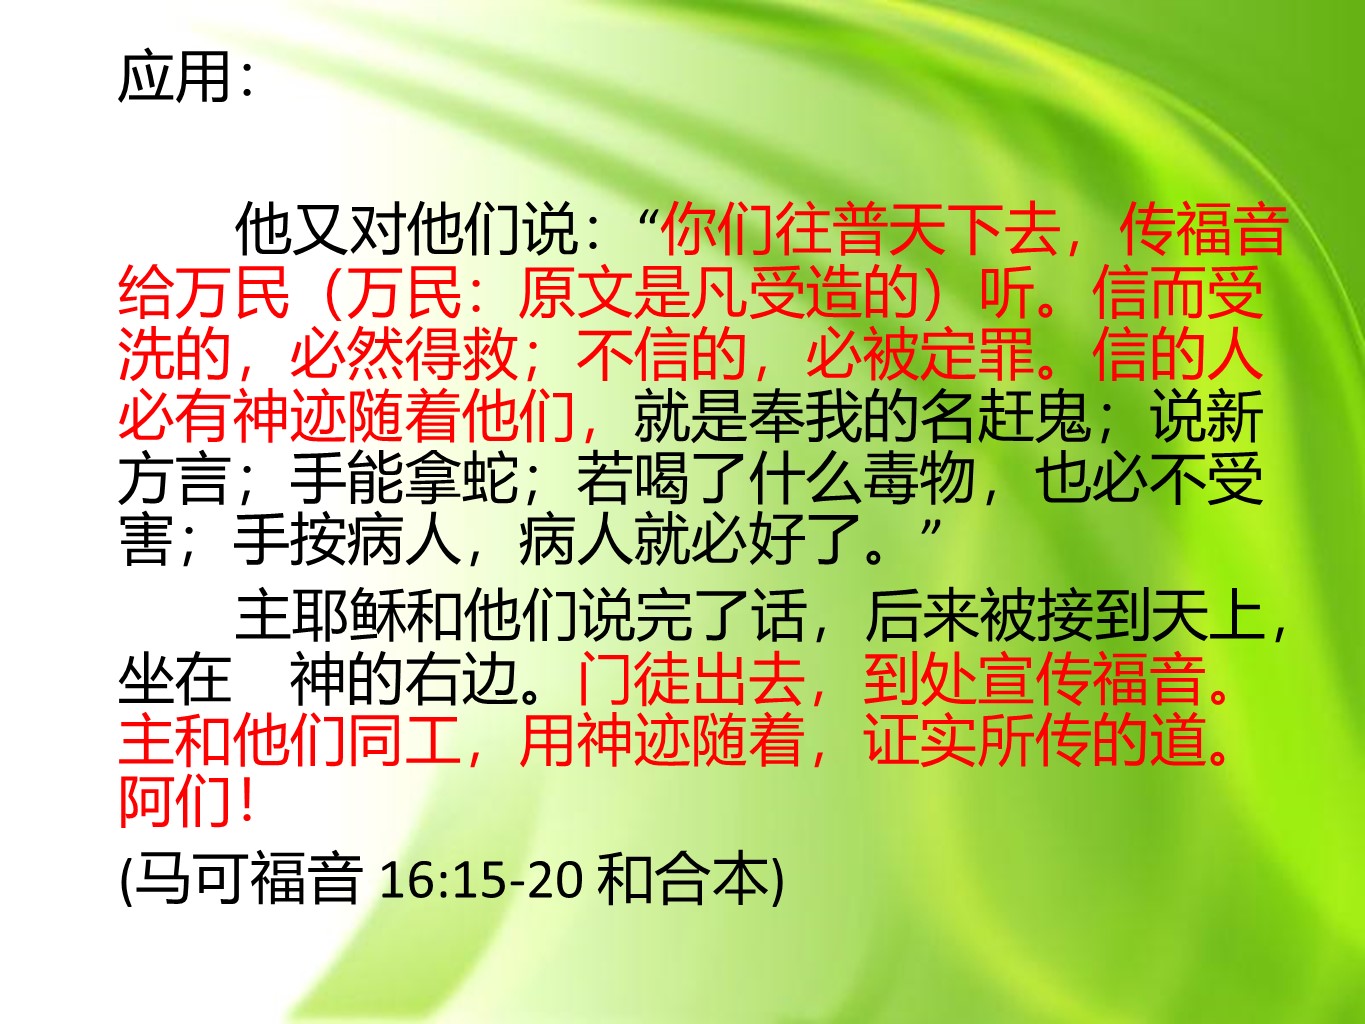 应用：
他又对他们说：“你们往普天下去，传福音
给万民（万民：原文是凡受造的）听。信而受
洗的，必然得救；不信的，必被定罪。信的人
必有神迹随着他们，就是奉我的名赶鬼；说新
方言；手能拿蛇；若喝了什么毒物，也必不受
害；手按病人，病人就必好了。”
主耶稣和他们说完了话，后来被接到天上，
坐在　神的右边。门徒出去，到处宣传福音。
主和他们同工，用神迹随着，证实所传的道。
阿们！
(马可福音 16:15-20 和合本)